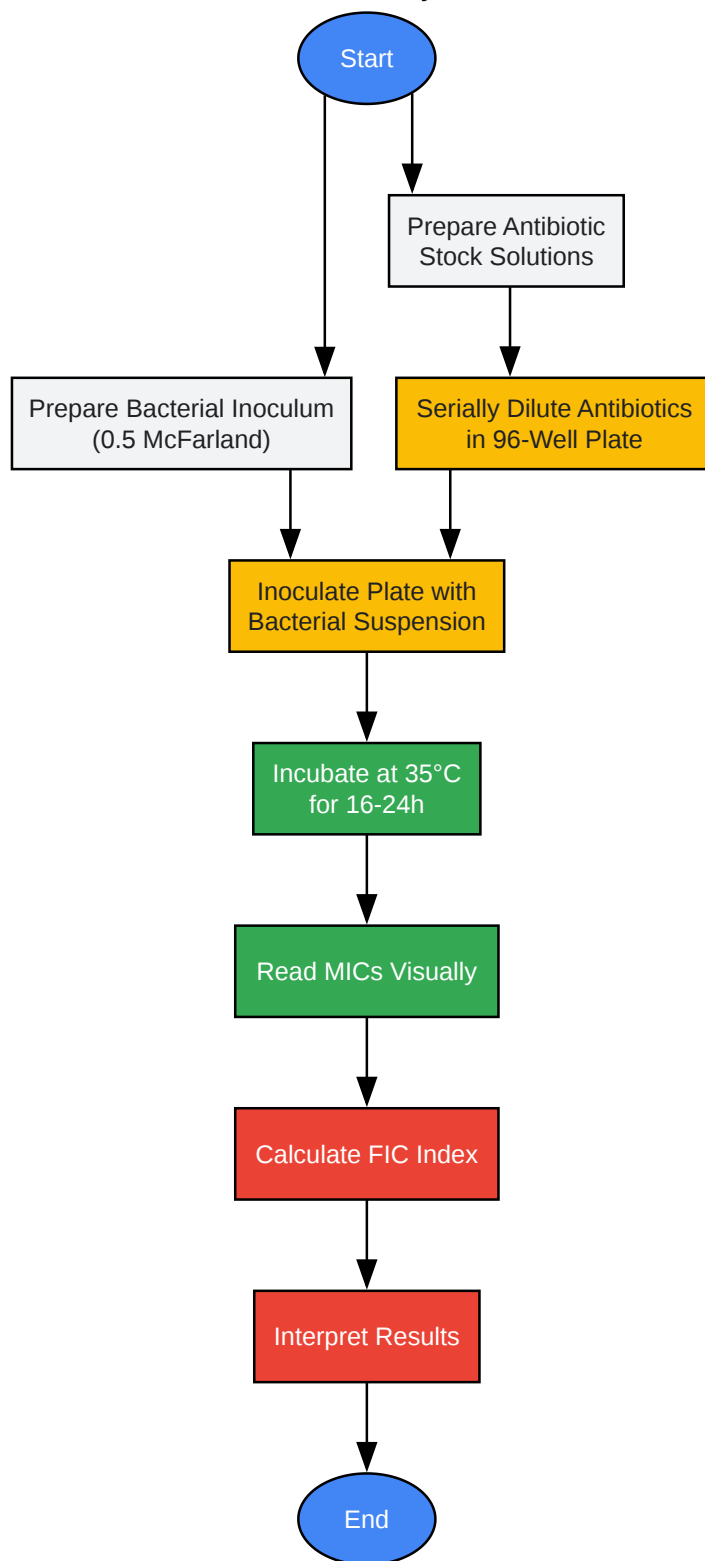 Start
Prepare Antibiotic
Stock Solutions
Prepare Bacterial Inoculum
(0.5 McFarland)
Serially Dilute Antibiotics
in 96-Well Plate
Inoculate Plate with
Bacterial Suspension
Incubate at 35°C
for 16-24h
Read MICs Visually
Calculate FIC Index
Interpret Results
End